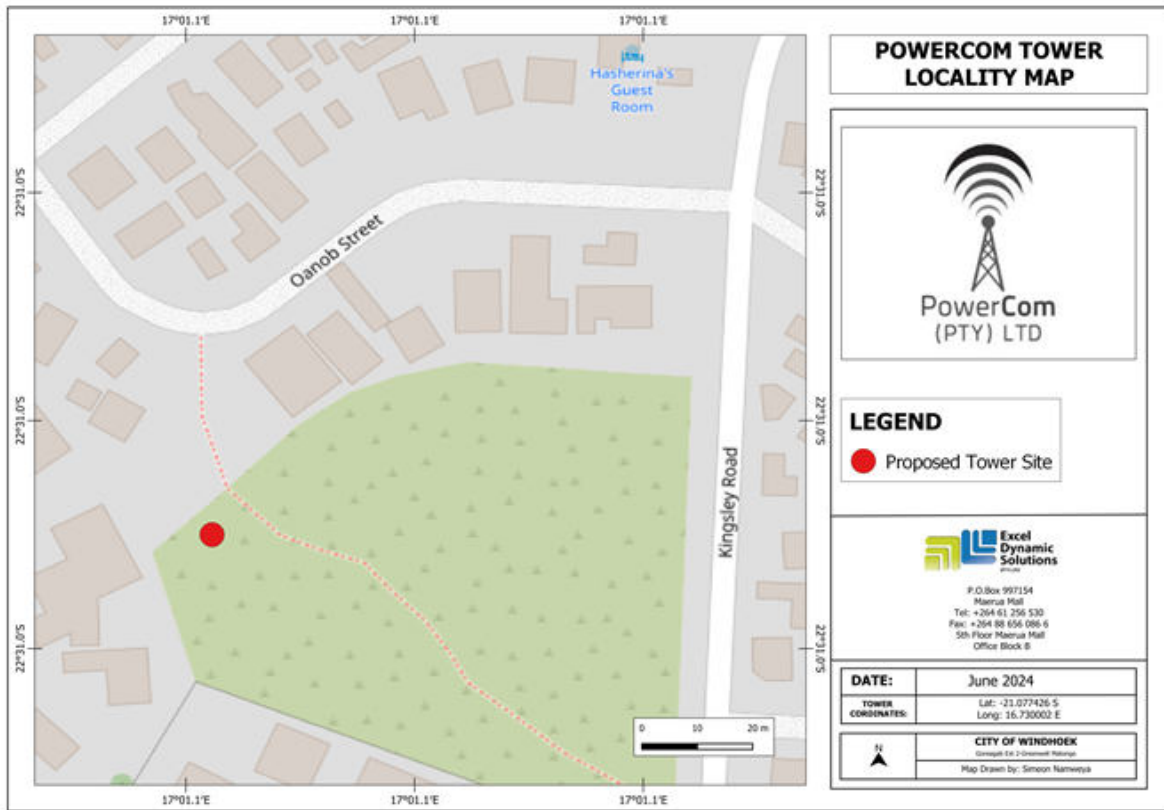 17°01.1'E 17°01.1'E 17°01.1'E
22°31.0'S
22°31.0'S
22°31.0'S
Hasherina's
Guest
Room
Oanob Street
Kingsley Road
22°31.0'S
22°31.0'S
22°31.0'S
0 10 20 m
17°01.1'E 17°01.1'E 17°01.1'E
POWERCOM TOWER
LOCALITY MAP
PowerCom
(PTY) LTD
LEGEND
Proposed Tower Site
Excel
Dynamic
Solutions
P.O.Box 997154
Maerua Mall
Tel: +264 61 256 530
Fax: +264 88 656 086 6
5th Floor Maerua Mall
Office Block B
DATE: June 2024
TOWER
CORDINATES:
Lat: -21.077426 S
Long: 16.730002 E
N
CITY OF WINDHOEK
Map Drawn by: Simeon Namweya